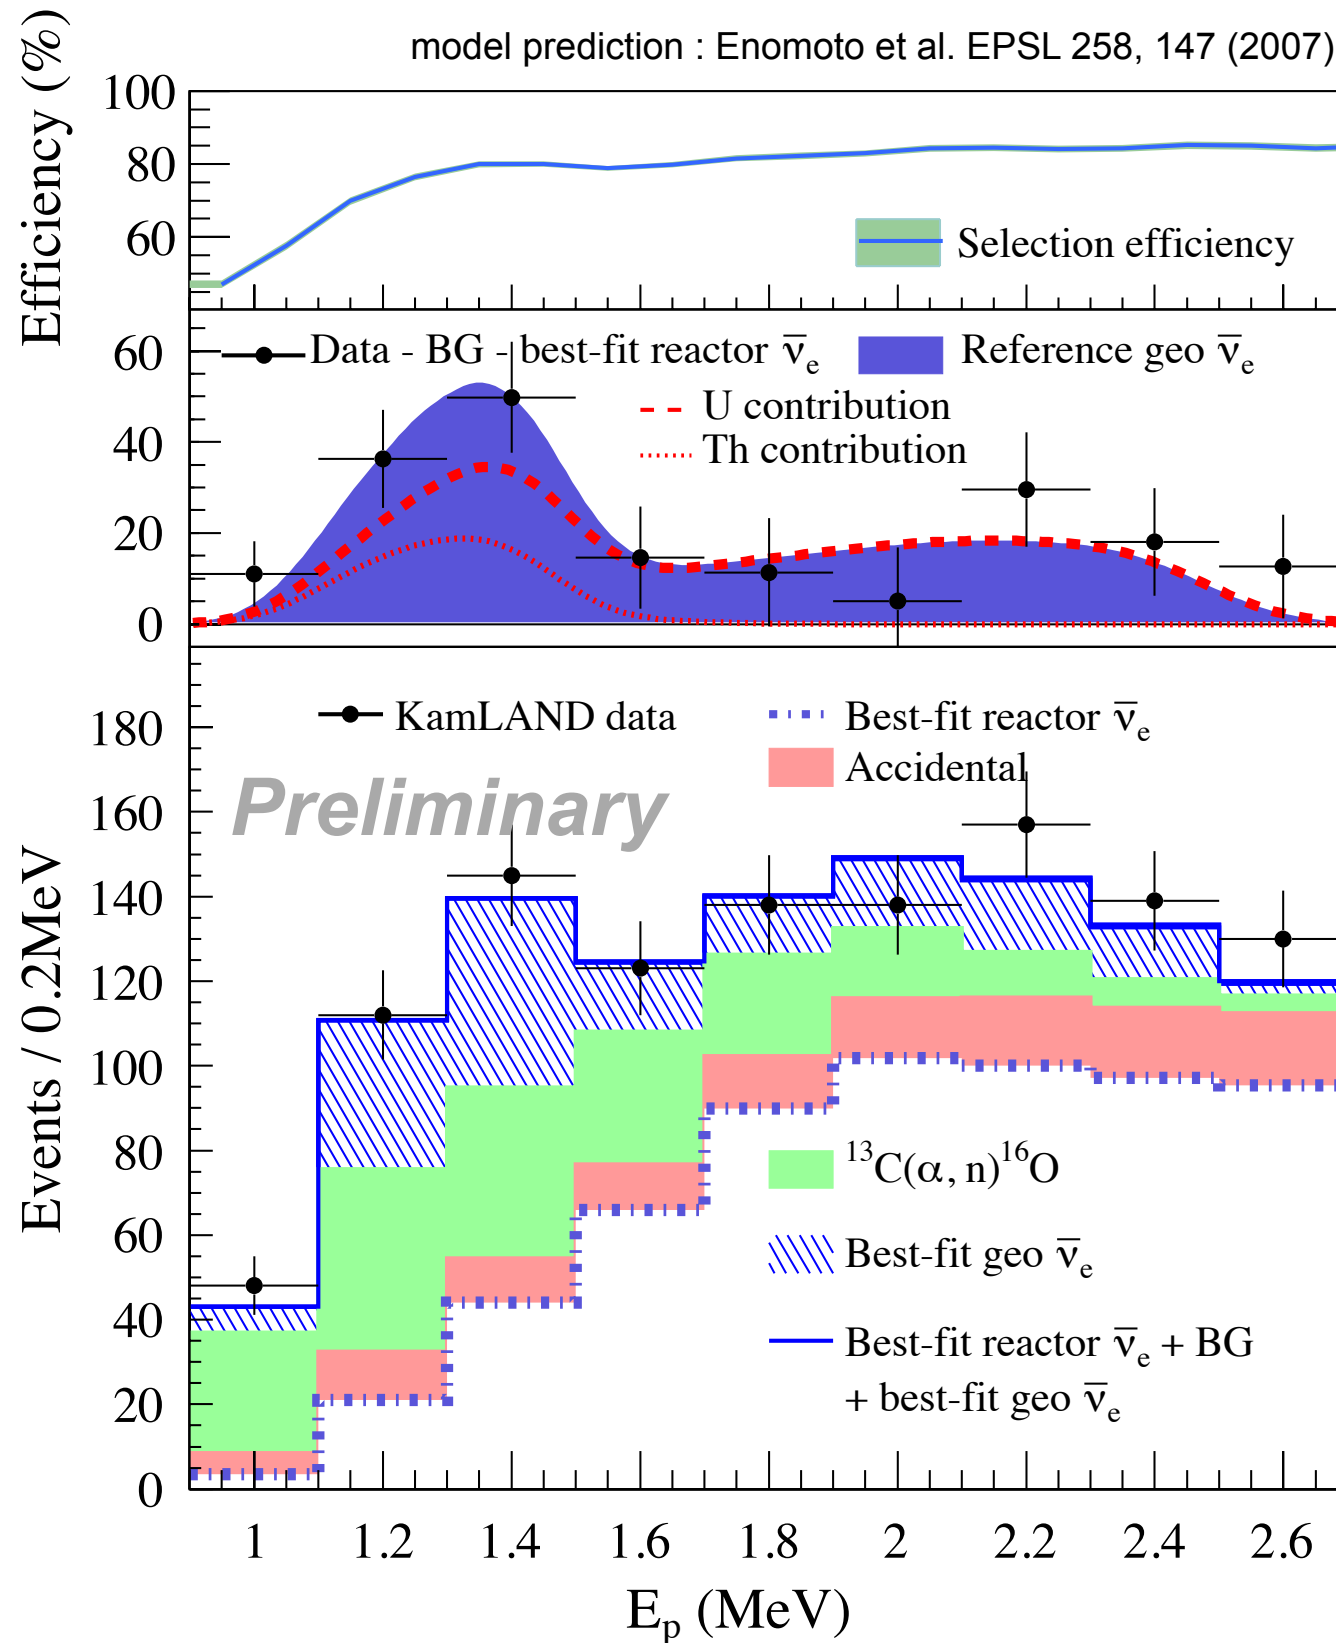 model prediction : Enomoto et al. EPSL 258, 147 (2007)
Efficiency (%)
100
80
60
Selection efficiency
Data - BG - best-fit reactor ν̅e
Reference geo ν̅e
U contribution
Th contribution
60
40
20
0
KamLAND data
Best-fit reactor ν̅e
Accidental
Preliminary
Events / 0.2MeV
180
160
140
120
100
80
60
40
20
0
¹³C(α, n)¹⁶O
Best-fit geo ν̅e
Best-fit reactor ν̅e + BG
+ best-fit geo ν̅e
1 1.2 1.4 1.6 1.8 2 2.2 2.4 2.6
Ep (MeV)